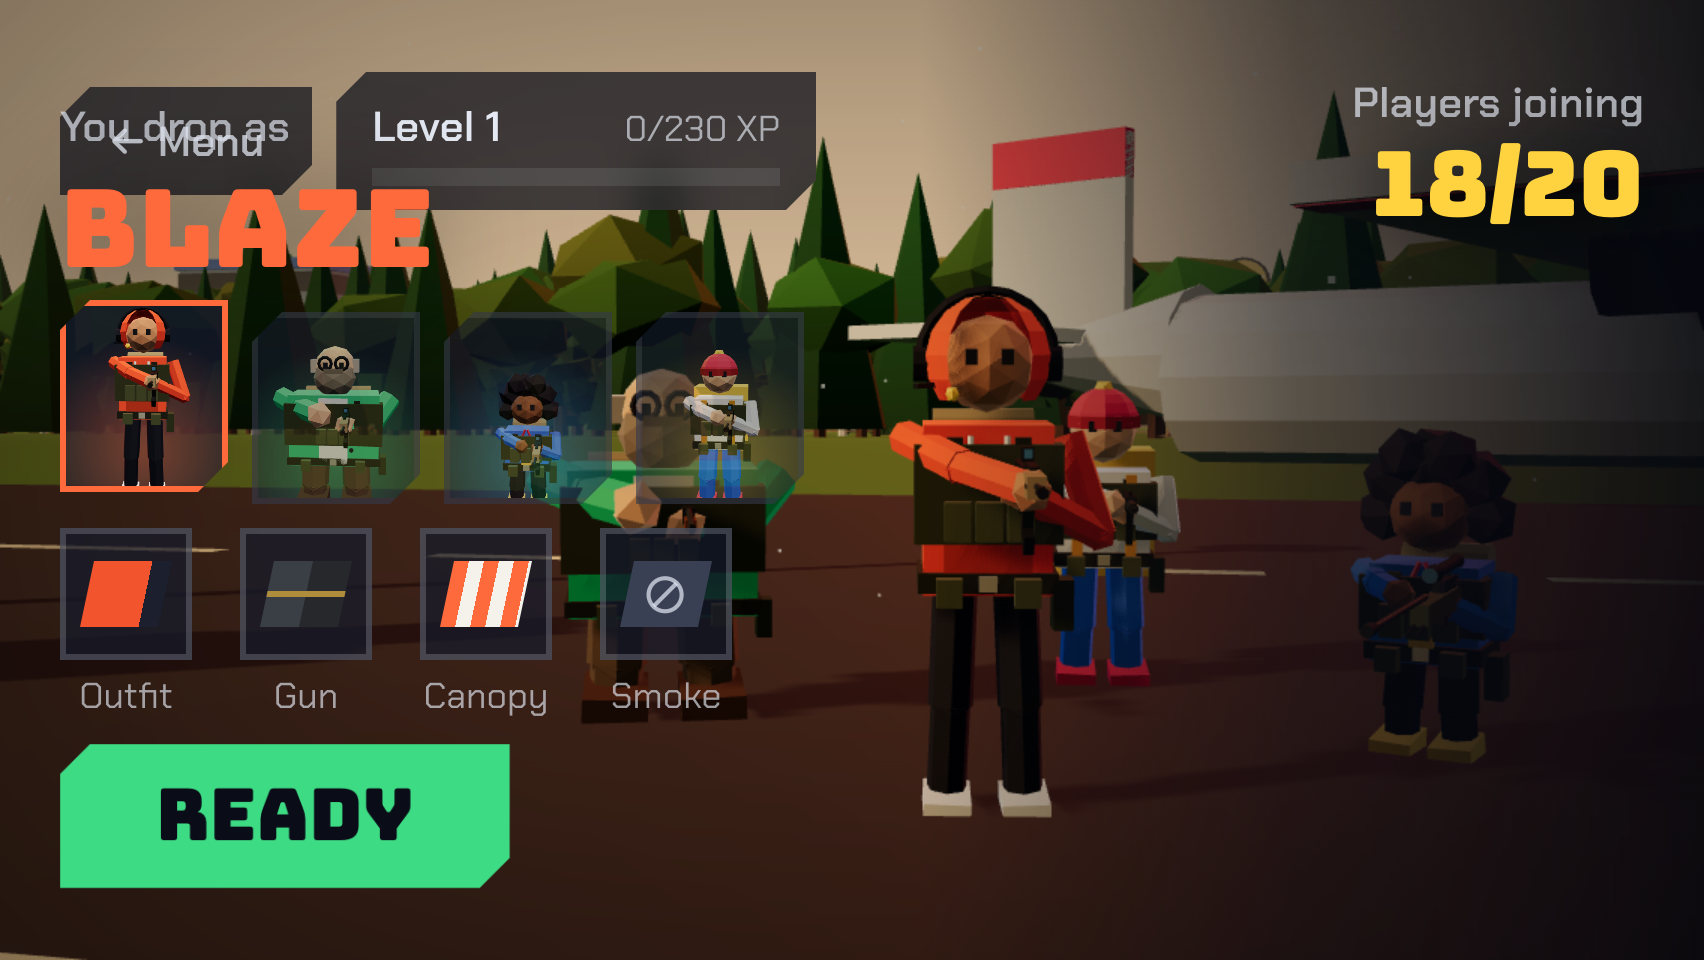 You drop as
← Menu
Level 1
0/230 XP
Players joining
18/20
BLAZE
Outfit
Gun
Canopy
Smoke
READY